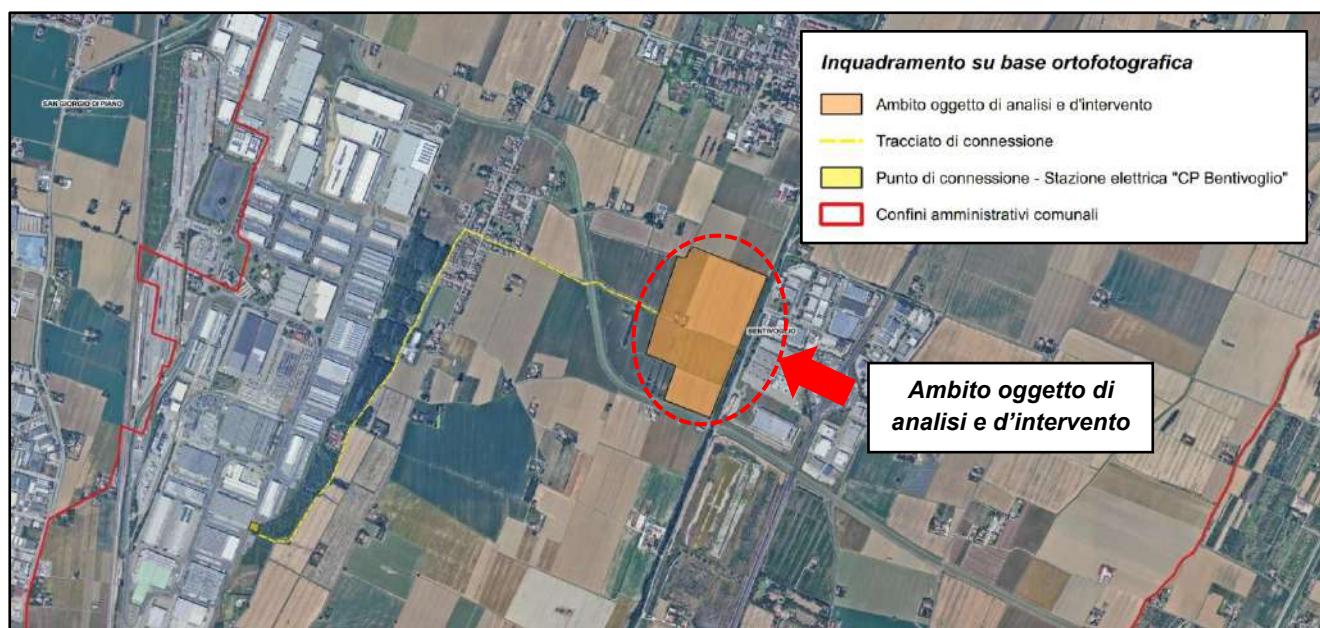 SAN GIORGIO DI PIANO
Inquadramento su base ortofotografica
Ambito oggetto di analisi e d'intervento
Tracciato di connessione
Punto di connessione - Stazione elettrica "CP Bentivoglio"
Confini amministrativi comunali
BENTIVOGLIO
Ambito oggetto di
analisi e d’intervento